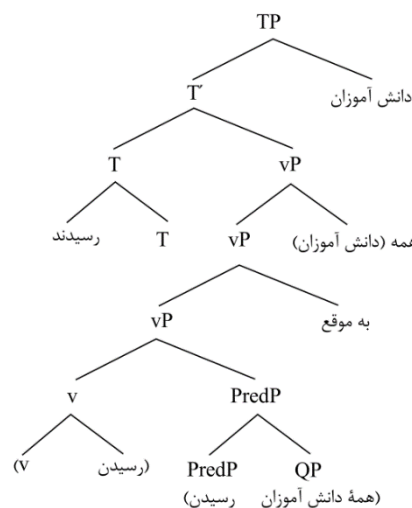 TP
دانش آموزان T′
vP T
همه (دانش آموزان) vP T رسیدند
به موقع vP
PredP v
QP PredP (رسیدن (v
(همهٔ دانش آموزان رسیدن)